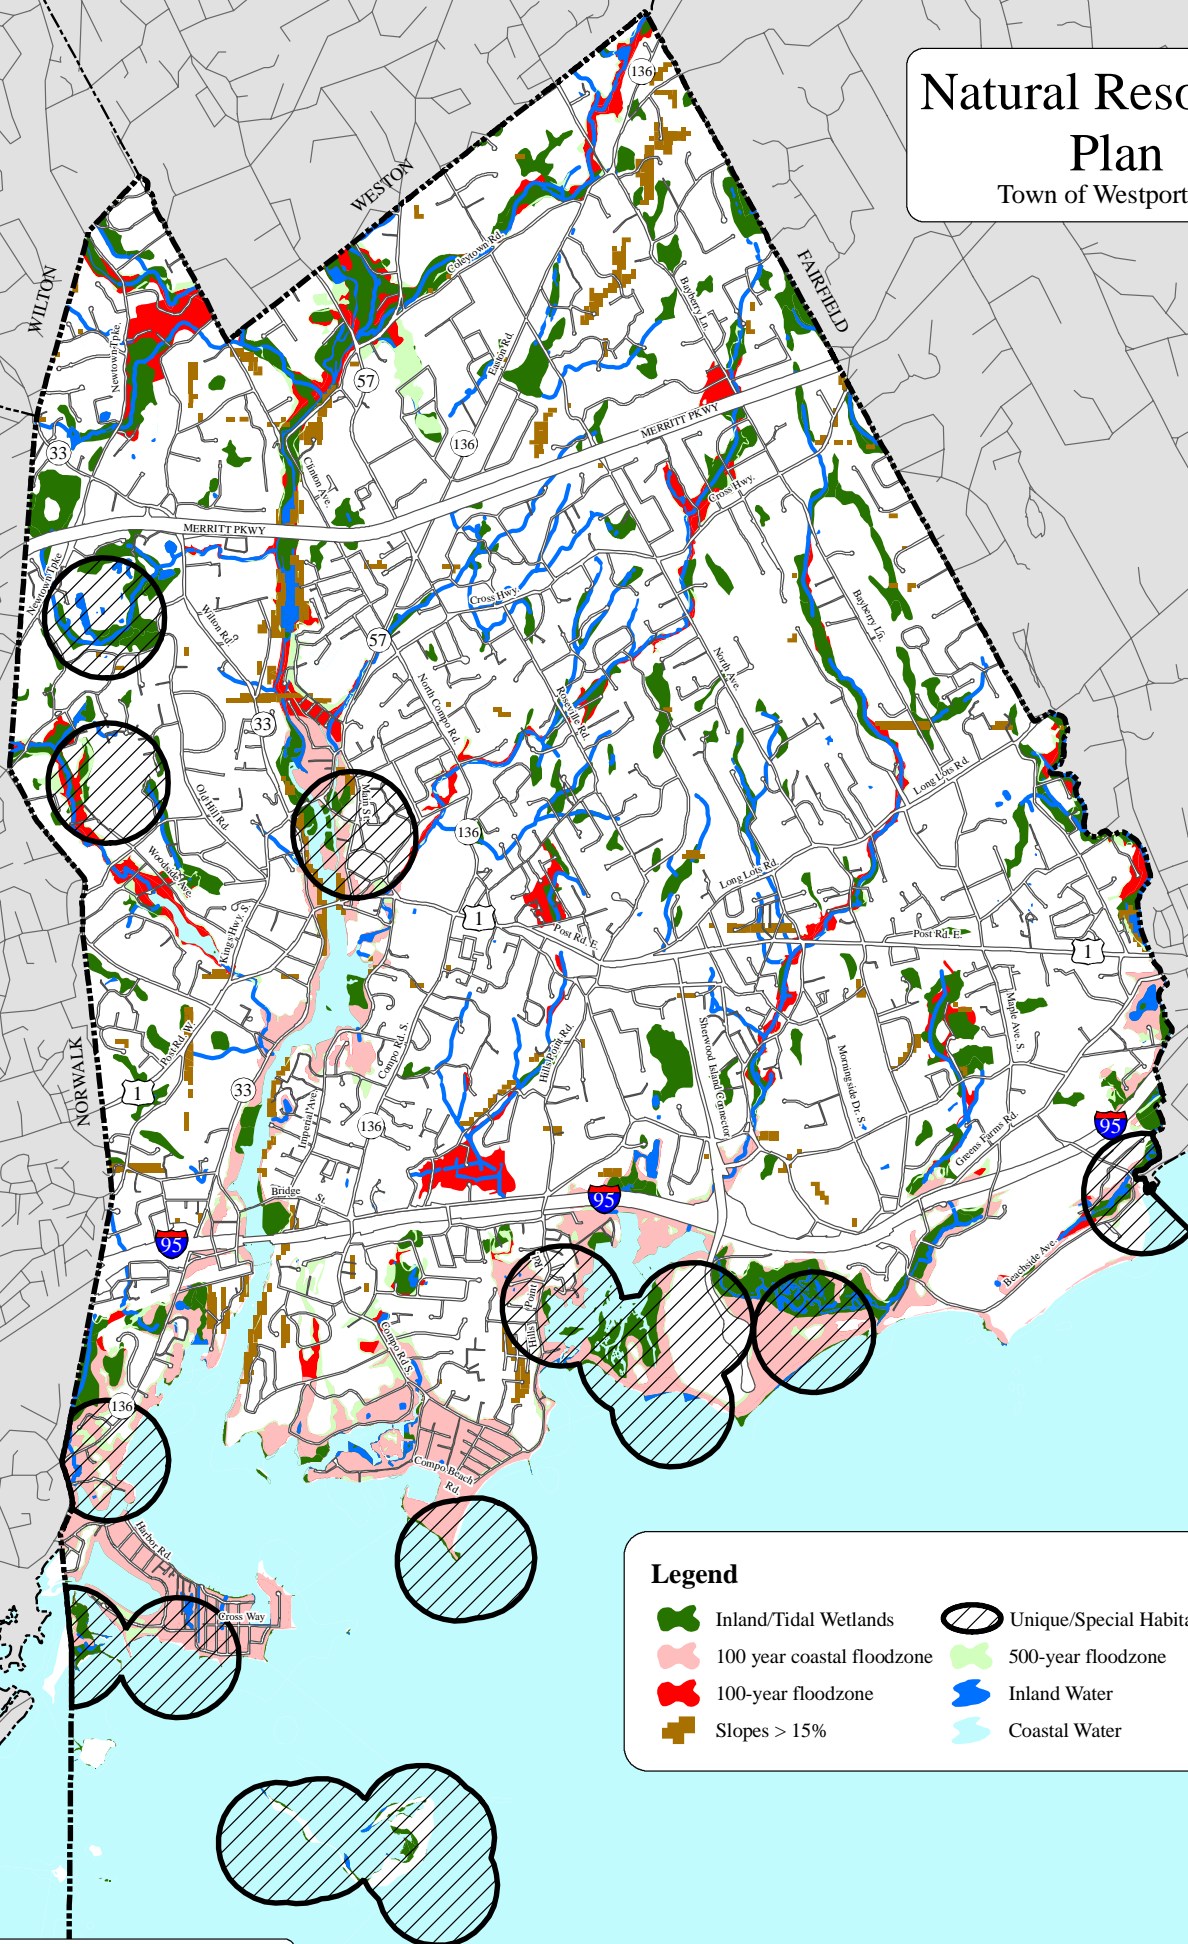 Natural Reso
Plan
Town of Westport
136
WESTON
WILTON
FAIRFIELD
Coleytown Rd.
Bayberry Ln.
Newtown Tpke.
Easton Rd.
57
136
33
MERRITT PKWY
Clinton Ave.
MERRITT PKWY
Cross Hwy.
Newtown Tpke
Cross Hwy.
Wilton Rd.
57
Bayberry Ln.
North Ave.
North Compo Rd.
Roseville Rd.
33
Long Lots Rd.
Main St.
Old Hill Rd.
136
Woodside Ave.
Long Lots Rd.
Kings Hwy. S.
1
Post Rd. E.
Post Rd. E.
1
Maple Ave. S.
Post Rd. W.
Compo Rd. S.
Hills Point Rd.
Sherwood Island Connector
Morningside Dr. S.
NORWALK
1
33
Imperial Ave.
136
Greens Farms Rd.
95
Bridge St.
95
95
Beachside Ave.
Hills Point Rd
Compo Rd. S.
136
Compo Beach Rd.
Harbor Rd.
Cross Way
Legend
Inland/Tidal Wetlands
Unique/Special Habita
100 year coastal floodzone
500-year floodzone
100-year floodzone
Inland Water
Slopes > 15%
Coastal Water